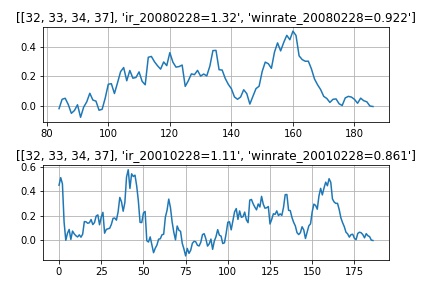 [[32, 33, 34, 37], 'ir_20080228=1.32', 'winrate_20080228=0.922']
0.4
0.2
0.0
80 100 120 140 160 180
[[32, 33, 34, 37], 'ir_20010228=1.11', 'winrate_20010228=0.861']
0.6
0.4
0.2
0.0
0 25 50 75 100 125 150 175